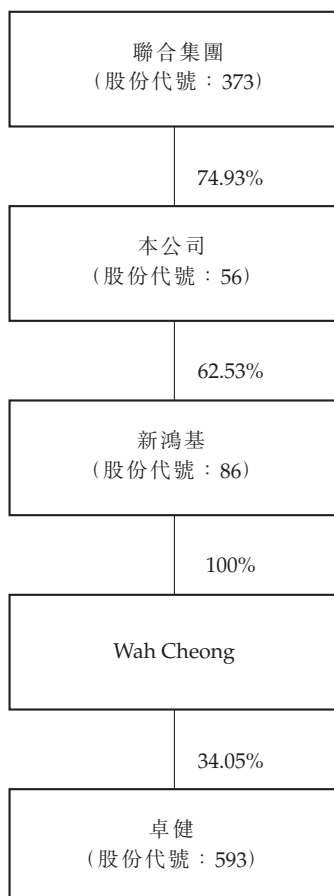 聯合集團
(股份代號：373)
74.93%
本公司
(股份代號：56)
62.53%
新鴻基
(股份代號：86)
100%
Wah Cheong
34.05%
卓健
(股份代號：593)